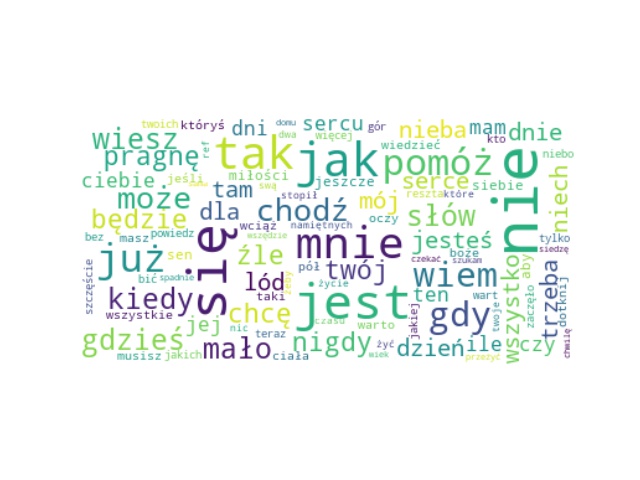 twoich
któryś
dni
domu
sercu
gór
nieba
mam
dnie
wiesz
ref
tak
dwa
więcej
jak
wiedzieć
kto
nie
pragnę
pomóż
niebo
ciebie
jeśli
miłości
jeszcze
serce
siebie
niech
może
tam
swą
stopił
mój
reszta
które
będzie
dla
chodź
oczy
słów
bez
masz
powiedz
się
wciąż
namiętnych
mnie
jesteś
tylko
już
sen
źle
wszędzie
czekać
boże
szukam
aby
siedzę
szczęście
bić
spadnie
lód
żeby
pół
twój
wiem
wszystko
trzeba
dotknij
kiedy
taki
życie
jest
ten
wart
zaczęło
wszystkie
jej
chcę
czasu
warto
jakiej
gdy
twoje
gdzieś
nic
teraz
nigdy
żyć
dzień
ile
czy
chwilę
musisz
jakich
mało
ciała
wiek
przeżyć